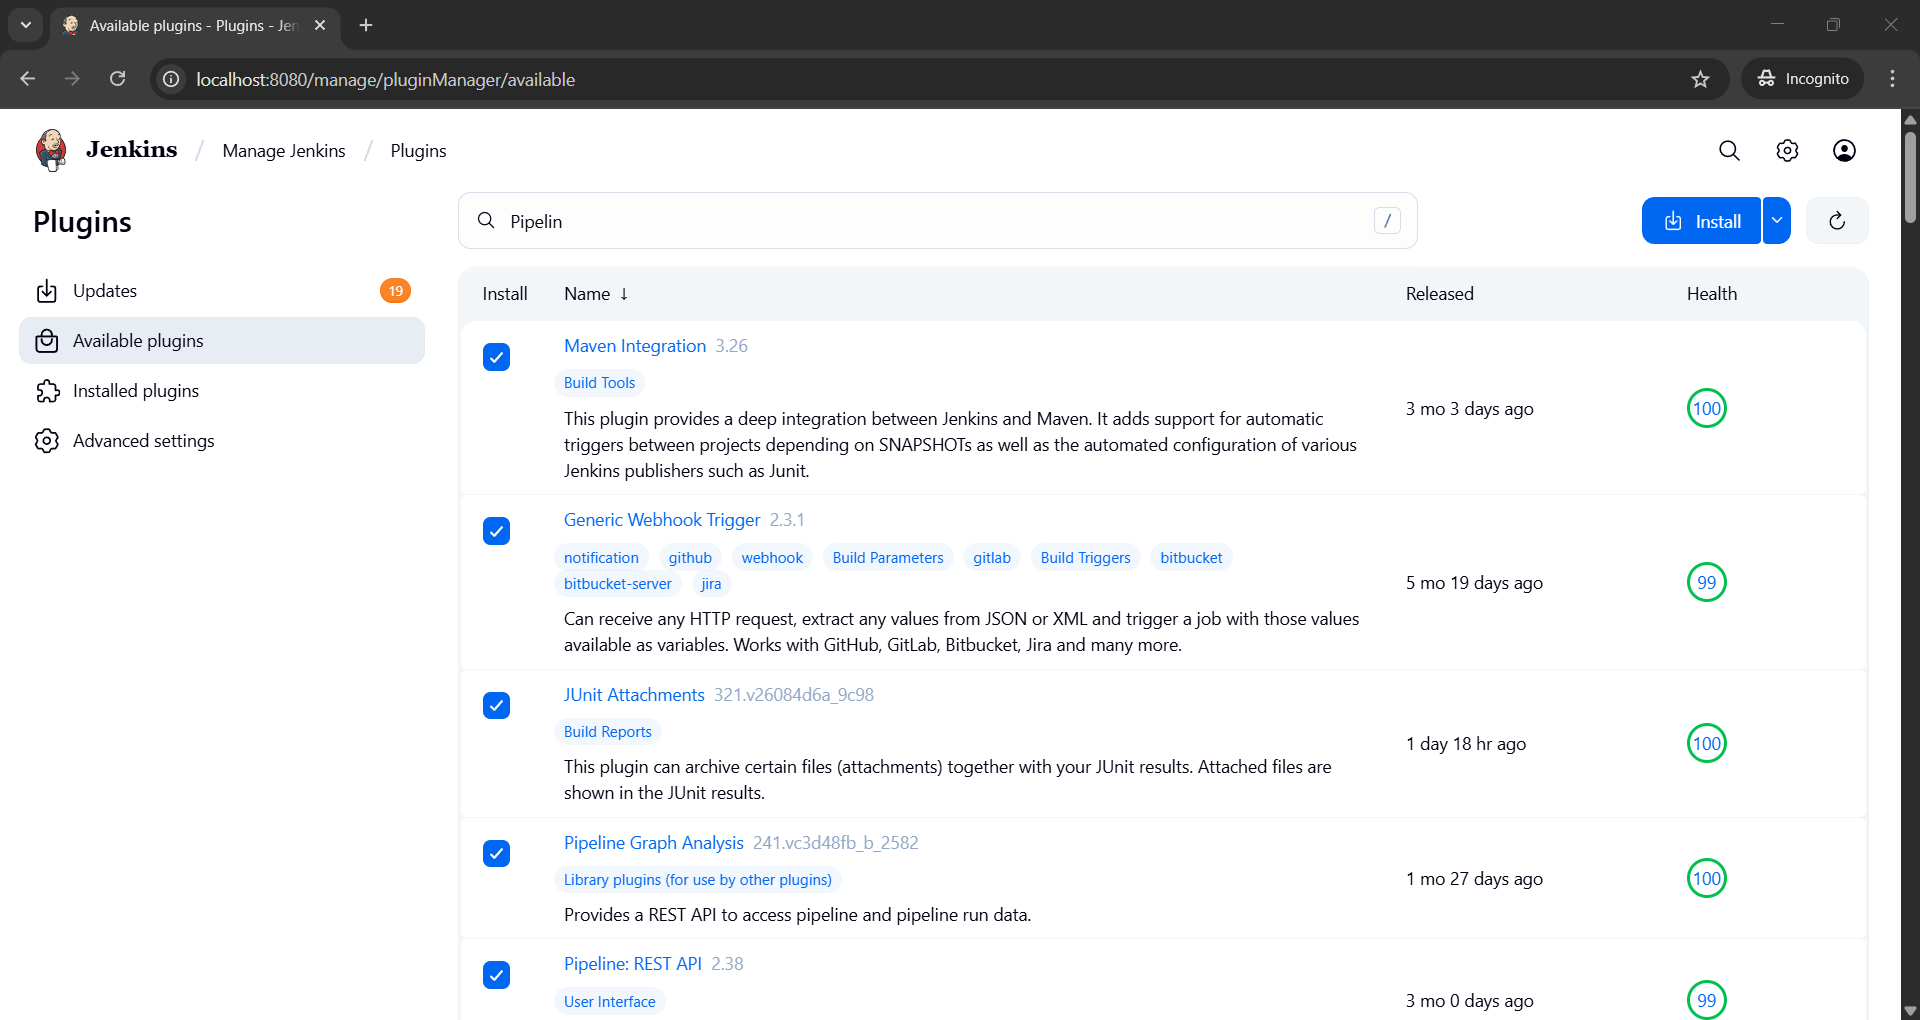 Available plugins - Plugins - Jen
localhost:8080/manage/pluginManager/available
Incognito
Jenkins / Manage Jenkins / Plugins
Plugins
Pipelin
/
Install
Updates
19
Available plugins
Installed plugins
Advanced settings
Install Name ↓ Released Health
Maven Integration 3.26
Build Tools
This plugin provides a deep integration between Jenkins and Maven. It adds support for automatic
triggers between projects depending on SNAPSHOTs as well as the automated configuration of various
Jenkins publishers such as Junit.
3 mo 3 days ago
100
Generic Webhook Trigger 2.3.1
notification github webhook Build Parameters gitlab Build Triggers bitbucket
bitbucket-server jira
Can receive any HTTP request, extract any values from JSON or XML and trigger a job with those values
available as variables. Works with GitHub, GitLab, Bitbucket, Jira and many more.
5 mo 19 days ago
99
JUnit Attachments 321.v26084d6a_9c98
Build Reports
This plugin can archive certain files (attachments) together with your JUnit results. Attached files are
shown in the JUnit results.
1 day 18 hr ago
100
Pipeline Graph Analysis 241.vc3d48fb_b_2582
Library plugins (for use by other plugins)
Provides a REST API to access pipeline and pipeline run data.
1 mo 27 days ago
100
Pipeline: REST API 2.38
User Interface
3 mo 0 days ago
99